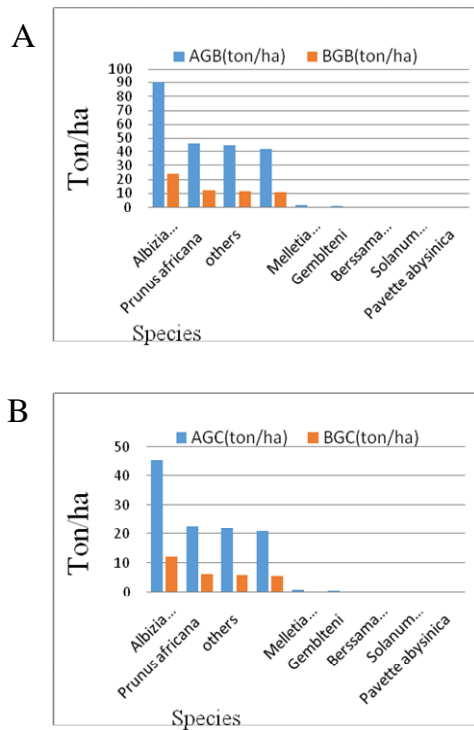 A
AGB(ton/ha) BGB(ton/ha)
Ton/ha
100
90
80
70
60
50
40
30
20
10
0
Albizia...
Prunus africana
others
Melletia...
Gemblteni
Berssama...
Solanum...
Pavette abysinica
Species
B
AGC(ton/ha) BGC(ton/ha)
Ton/ha
50
40
30
20
10
0
Albizia...
Prunus africana
others
Melletia...
Gemblteni
Berssama...
Solanum...
Pavette abysinica
Species